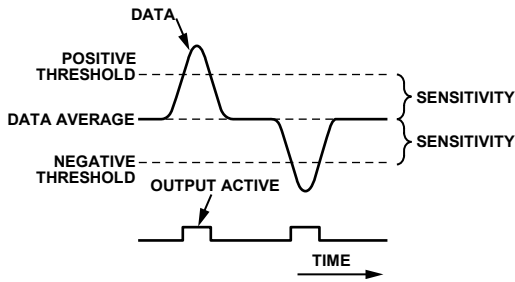 DATA
POSITIVE
THRESHOLD
SENSITIVITY
DATA AVERAGE
SENSITIVITY
NEGATIVE
THRESHOLD
OUTPUT ACTIVE
TIME